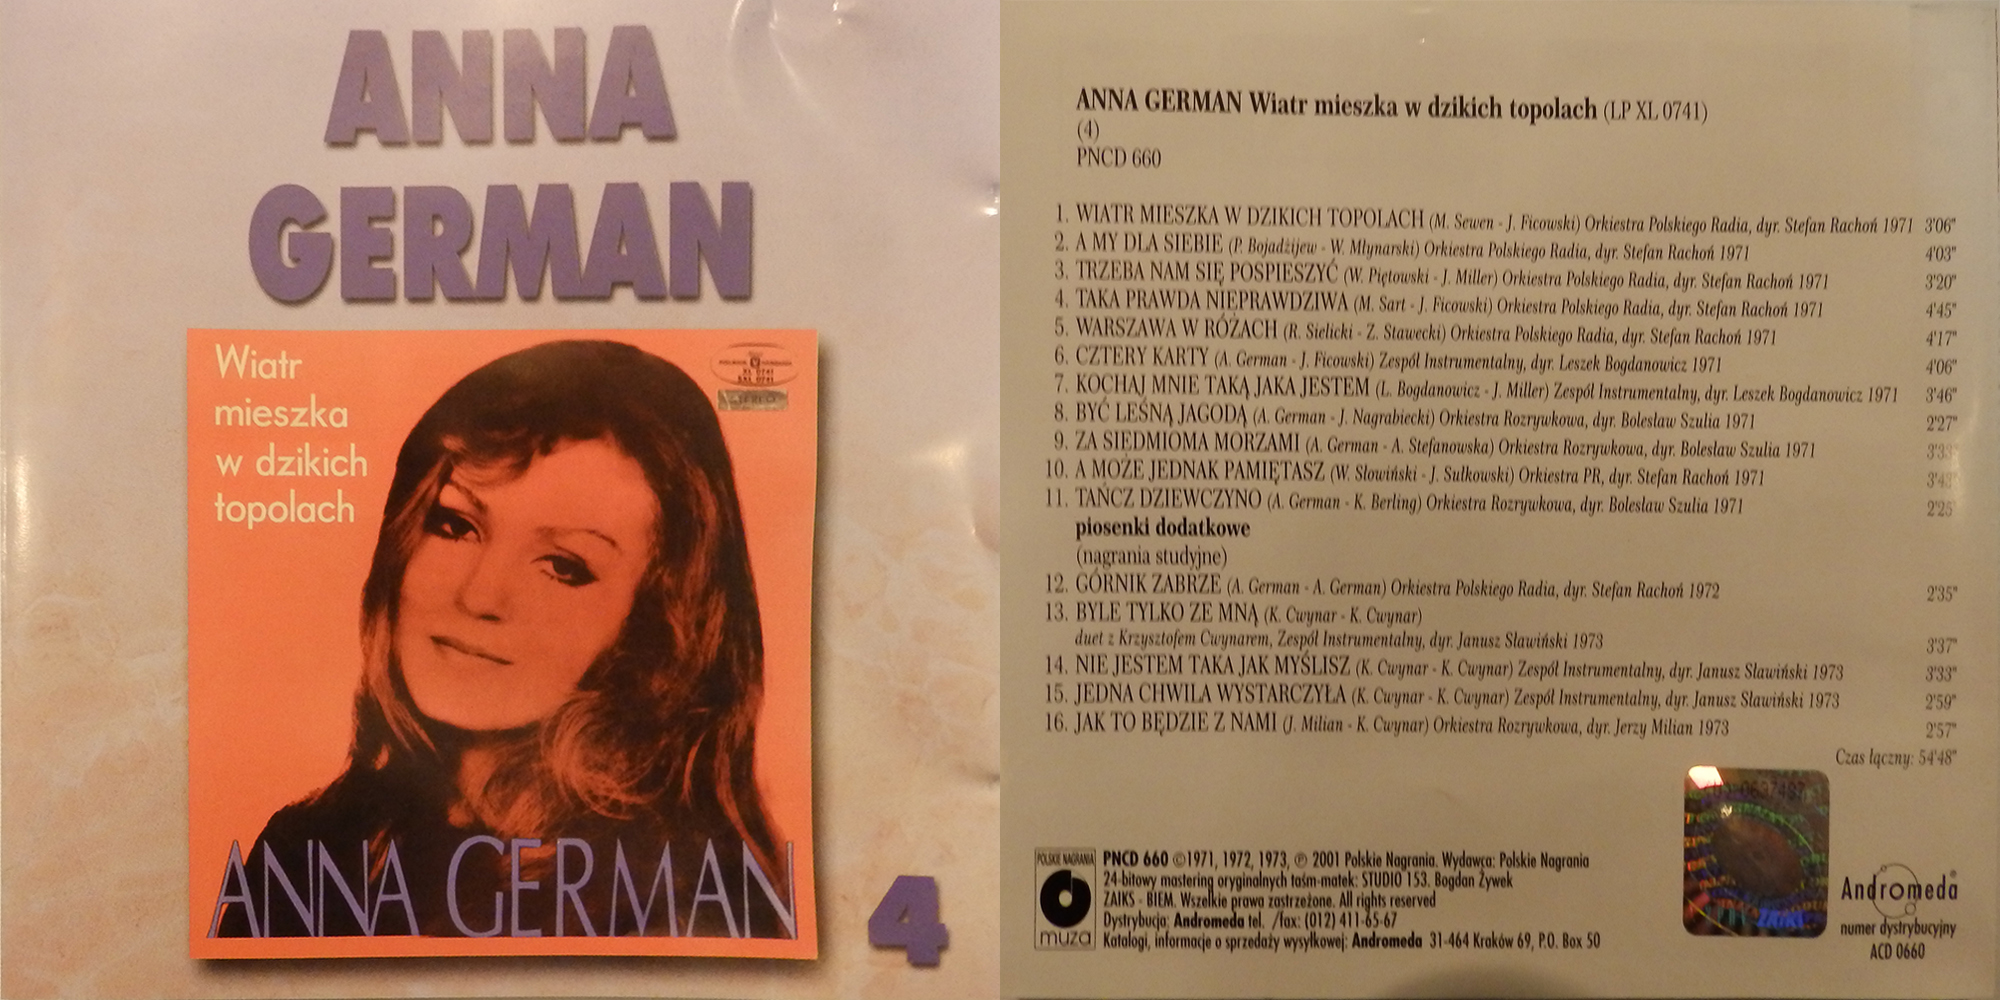 ANNA
GERMAN
Wiatr
mieszka
w dzikich
topolach
XL 0741
SXL 0741
STEREO
ANNA GERMAN
4
ANNA GERMAN Wiatr mieszka w dzikich topolach (LP XL 0741)
(4)
PNCD 660
1. WIATR MIESZKA W DZIKICH TOPOLACH (M. Sewen - J. Ficowski) Orkiestra Polskiego Radia, dyr. Stefan Rachoń 1971 3'06"
2. A MY DLA SIEBIE (P. Bojadżijew - W. Młynarski) Orkiestra Polskiego Radia, dyr. Stefan Rachoń 1971 4'03"
3. TRZEBA NAM SIĘ POSPIESZYĆ (W. Piętowski - J. Miller) Orkiestra Polskiego Radia, dyr. Stefan Rachoń 1971 3'20"
4. TAKA PRAWDA NIEPRAWDZIWA (M. Sart - J. Ficowski) Orkiestra Polskiego Radia, dyr. Stefan Rachoń 1971 4'45"
5. WARSZAWA W RÓŻACH (R. Sielicki - Z. Stawecki) Orkiestra Polskiego Radia, dyr. Stefan Rachoń 1971 4'17"
6. CZTERY KARTY (A. German - J. Ficowski) Zespół Instrumentalny, dyr. Leszek Bogdanowicz 1971 4'06"
7. KOCHAJ MNIE TAKĄ JAKA JESTEM (L. Bogdanowicz - J. Miller) Zespół Instrumentalny, dyr. Leszek Bogdanowicz 1971 3'46"
8. BYĆ LEŚNĄ JAGODĄ (A. German - J. Nagrabiecki) Orkiestra Rozrywkowa, dyr. Bolesław Szulia 1971 2'27"
9. ZA SIEDMIOMA MORZAMI (A. German - A. Stefanowska) Orkiestra Rozrywkowa, dyr. Bolesław Szulia 1971 3'33"
10. A MOŻE JEDNAK PAMIĘTASZ (W. Słowiński - J. Sułkowski) Orkiestra PR, dyr. Stefan Rachoń 1971 3'43"
11. TAŃCZ DZIEWCZYNO (A. German - K. Berling) Orkiestra Rozrywkowa, dyr. Bolesław Szulia 1971 2'25"
piosenki dodatkowe
(nagrania studyjne)
12. GÓRNIK ZABRZE (A. German - A. German) Orkiestra Polskiego Radia, dyr. Stefan Rachoń 1972 2'35"
13. BYLE TYLKO ZE MNĄ (K. Cwynar - K. Cwynar)
duet z Krzysztofem Cwynarem, Zespół Instrumentalny, dyr. Janusz Sławiński 1973 3'37"
14. NIE JESTEM TAKA JAK MYŚLISZ (K. Cwynar - K. Cwynar) Zespół Instrumentalny, dyr. Janusz Sławiński 1973 3'33"
15. JEDNA CHWILA WYSTARCZYŁA (K. Cwynar - K. Cwynar) Zespół Instrumentalny, dyr. Janusz Sławiński 1973 2'59"
16. JAK TO BĘDZIE Z NAMI (J. Milian - K. Cwynar) Orkiestra Rozrywkowa, dyr. Jerzy Milian 1973 2'57"
Czas łączny: 54'48"
POLSKIE NAGRANIA
muza
PNCD 660 ©1971, 1972, 1973, ℗ 2001 Polskie Nagrania. Wydawca: Polskie Nagrania
24-bitowy mastering oryginalnych taśm-matek: STUDIO 153. Bogdan Żywek
ZAIKS - BIEM. Wszelkie prawa zastrzeżone. All rights reserved
Dystrybucja: Andromeda tel. /fax: (012) 411-65-67
Katalogi, informacje o sprzedaży wysyłkowej: Andromeda 31-464 Kraków 69, P.O. Box 50
ZAIKS
Andromeda®
numer dystrybucyjny
ACD 0660